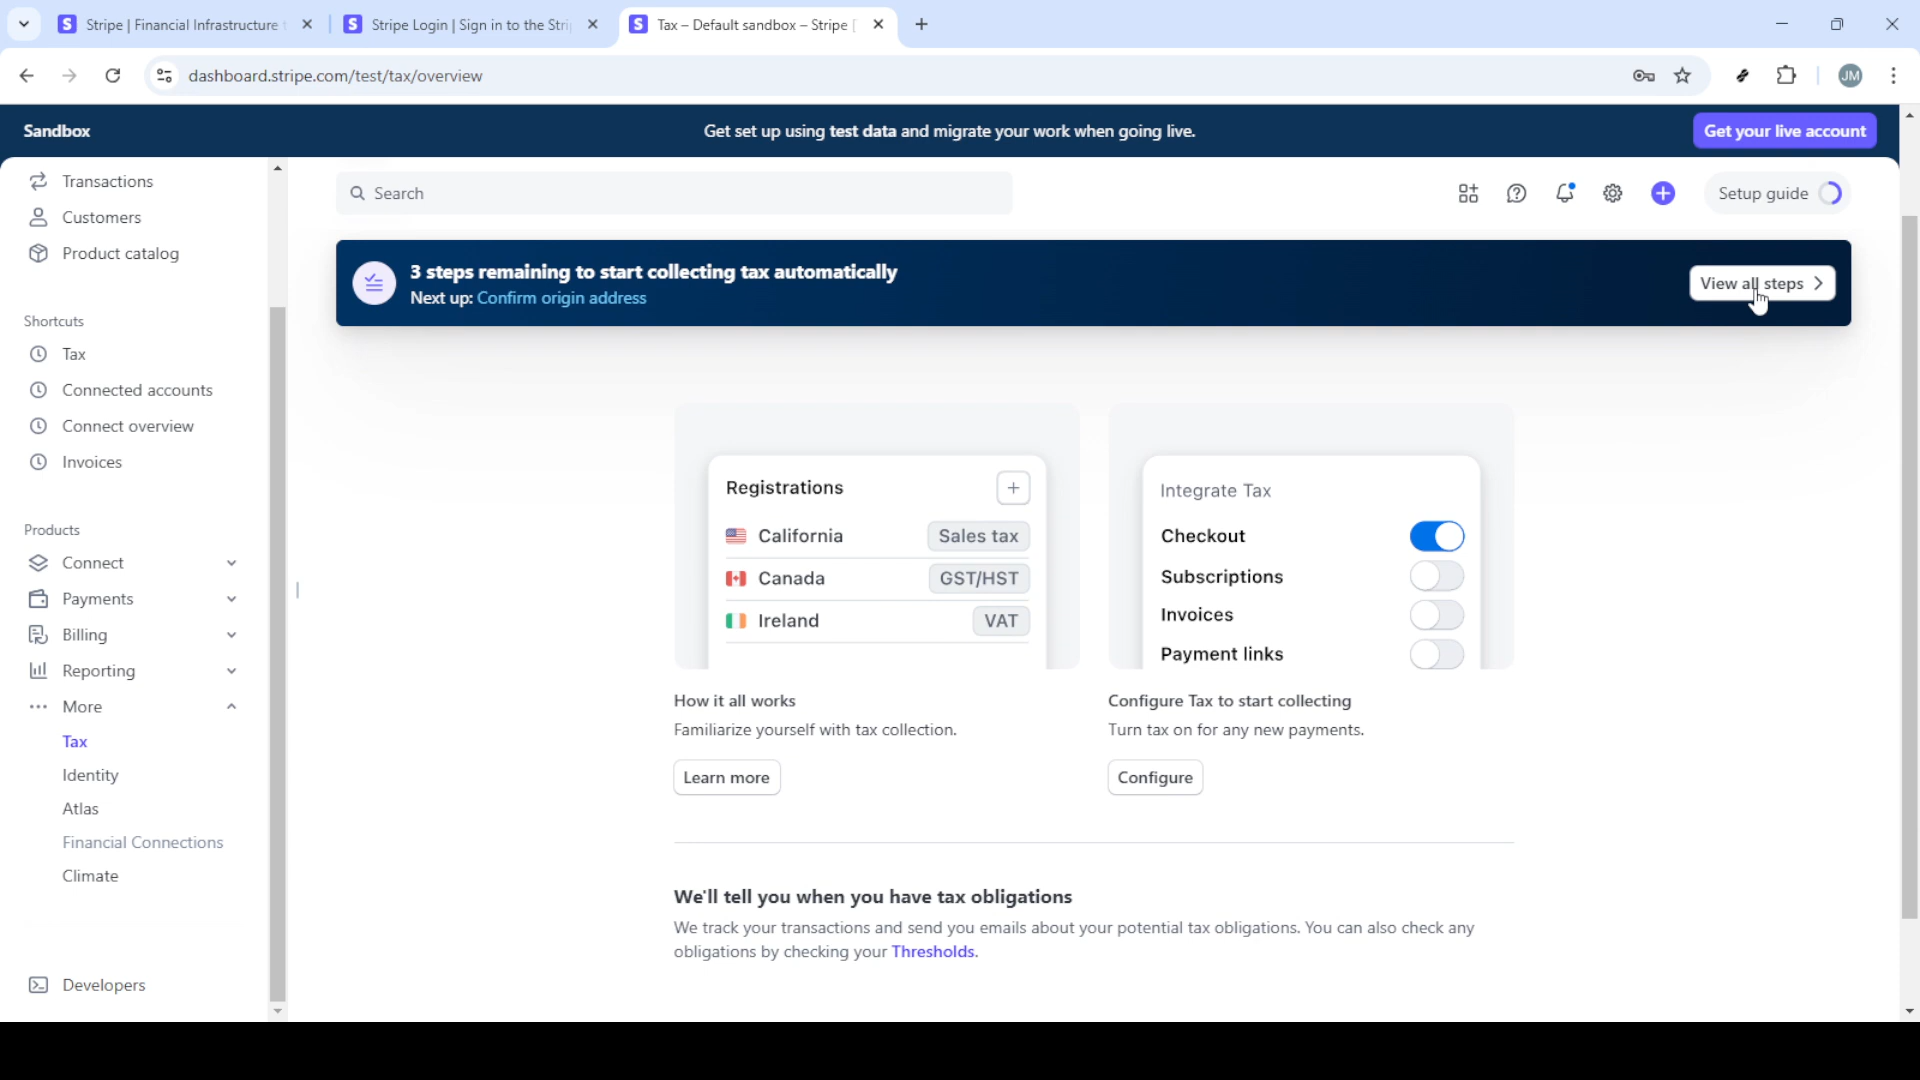 Stripe | Financial Infrastructure
Stripe Login | Sign in to the Stri
Tax – Default sandbox – Stripe
dashboard.stripe.com/test/tax/overview
JM
Sandbox
Get set up using test data and migrate your work when going live.
Get your live account
Transactions
Customers
Product catalog
Shortcuts
Tax
Connected accounts
Connect overview
Invoices
Products
Connect
Payments
Billing
Reporting
More
Tax
Identity
Atlas
Financial Connections
Climate
Developers
Search
Setup guide
3 steps remaining to start collecting tax automatically
Next up: Confirm origin address
View all steps
Registrations
California Sales tax
Canada GST/HST
Ireland VAT
How it all works
Familiarize yourself with tax collection.
Learn more
Integrate Tax
Checkout
Subscriptions
Invoices
Payment links
Configure Tax to start collecting
Turn tax on for any new payments.
Configure
We'll tell you when you have tax obligations
We track your transactions and send you emails about your potential tax obligations. You can also check any
obligations by checking your Thresholds.